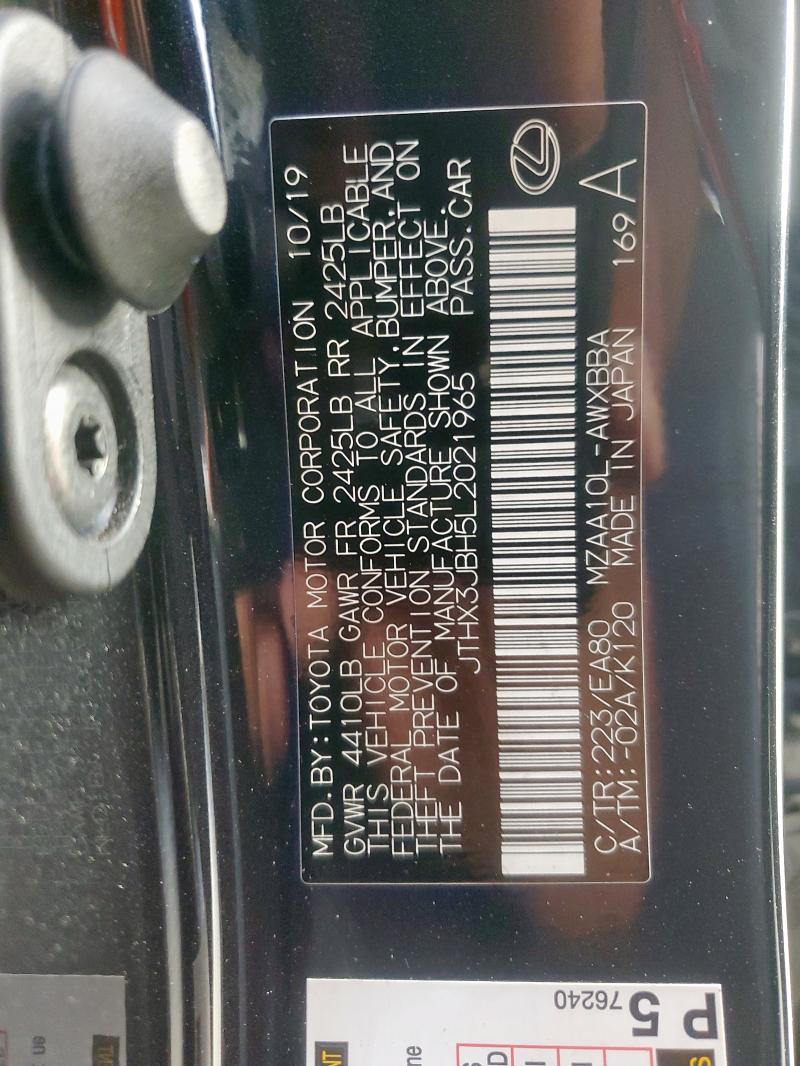 MFD.BY:TOYOTA MOTOR CORPORATION 10/19
GVWR 4410LB GAWR FR 2425LB RR 2425LB
THIS VEHICLE CONFORMS TO ALL APPLICABLE
FEDERAL MOTOR VEHICLE SAFETY,BUMPER,AND
THEFT PREVENTION STANDARDS IN EFFECT ON
THE DATE OF MANUFACTURE SHOWN ABOVE.
JTHX3JBH5L2021965 PASS.CAR
C/TR:223/EA80 MZAA10L-AWXBBA
A/TM:-02A/K120 MADE IN JAPAN 169 A
P5
76240